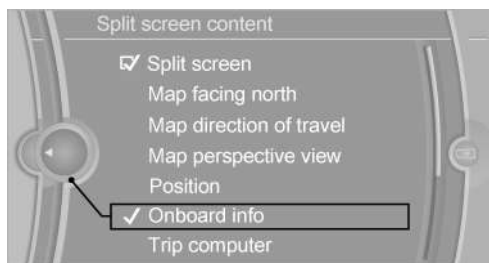 Split screen content
Split screen
Map facing north
Map direction of travel
Map perspective view
Position
Onboard info
Trip computer